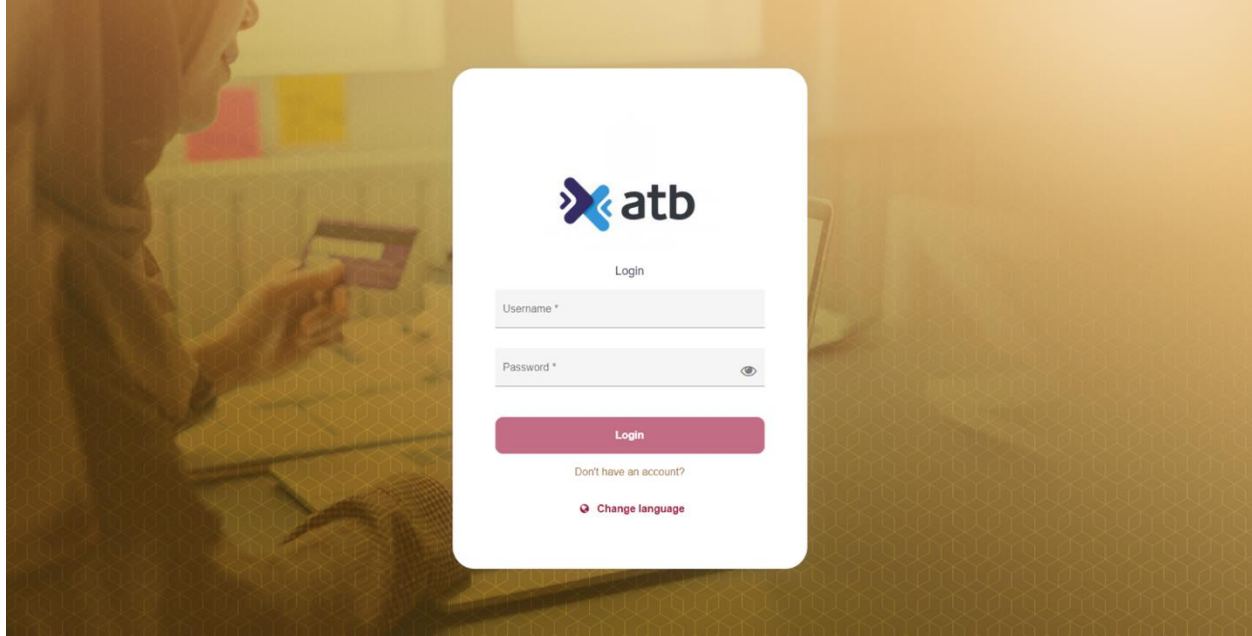 atb
Login
Username *
Password *
Login
Don't have an account?
Change language